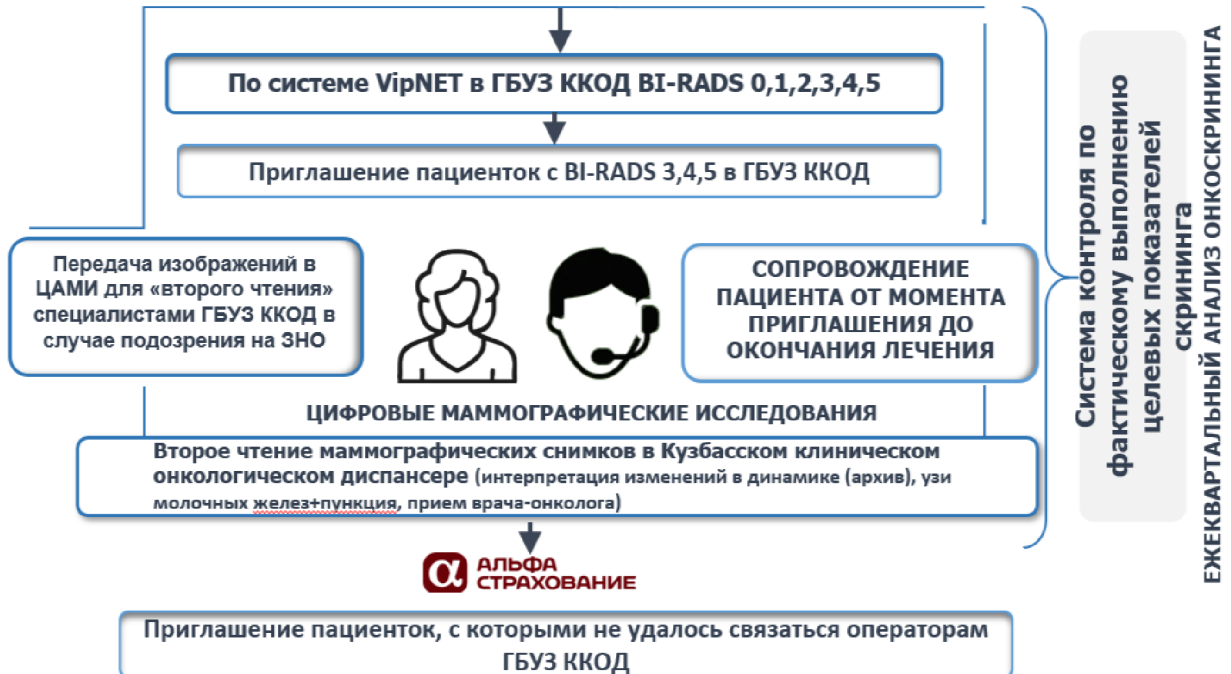 По системе VipNET в ГБУЗ ККОД BI-RADS 0,1,2,3,4,5
Приглашение пациенток с BI-RADS 3,4,5 в ГБУЗ ККОД
Передача изображений в
ЦАМИ для «второго чтения»
специалистами ГБУЗ ККОД в
случае подозрения на ЗНО
СОПРОВОЖДЕНИЕ
ПАЦИЕНТА ОТ МОМЕНТА
ПРИГЛАШЕНИЯ ДО
ОКОНЧАНИЯ ЛЕЧЕНИЯ
ЦИФРОВЫЕ МАММОГРАФИЧЕСКИЕ ИССЛЕДОВАНИЯ
Второе чтение маммографических снимков в Кузбасском клиническом
онкологическом диспансере (интерпретация изменений в динамике (архив), узи
молочных желез+пункция, прием врача-онколога)
α АЛЬФА
СТРАХОВАНИЕ
Приглашение пациенток, с которыми не удалось связаться операторам
ГБУЗ ККОД
Система контроля по
фактическому выполнению
целевых показателей
скрининга
ЕЖЕКВАРТАЛЬНЫЙ АНАЛИЗ ОНКОСКРИНИНГА